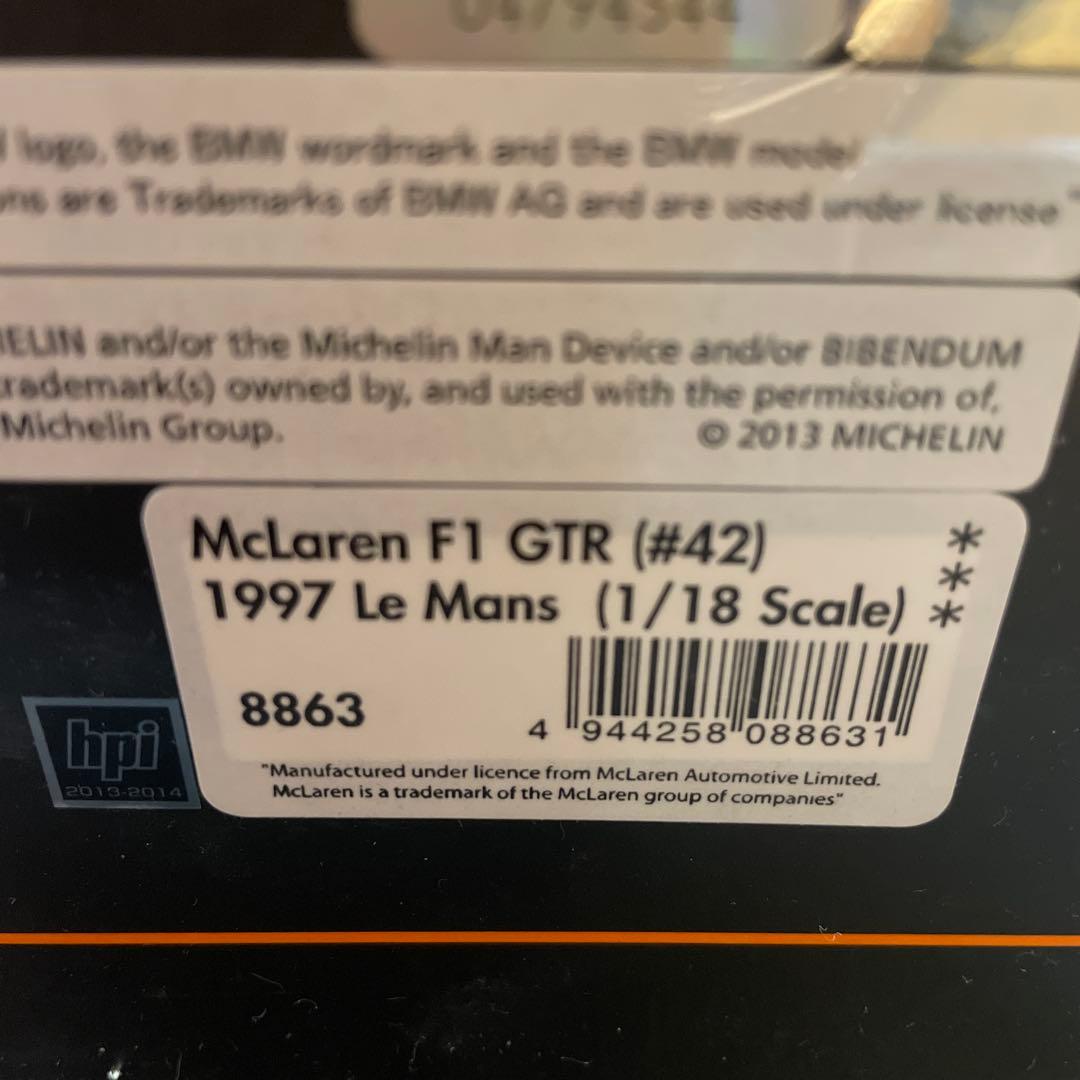 logo, the BMW wordmark and the BMW model
are Trademarks of BMW AG and are used under license"
and/or the Michelin Man Device and/or BIBENDUM
owned by, and used with the permission of,
Michelin Group. © 2013 MICHELIN
McLaren F1 GTR (#42) *
*
1997 Le Mans (1/18 Scale) *
8863
4 944258 088631
hpi
2013-2014
"Manufactured under licence from McLaren Automotive Limited.
McLaren is a trademark of the McLaren group of companies"